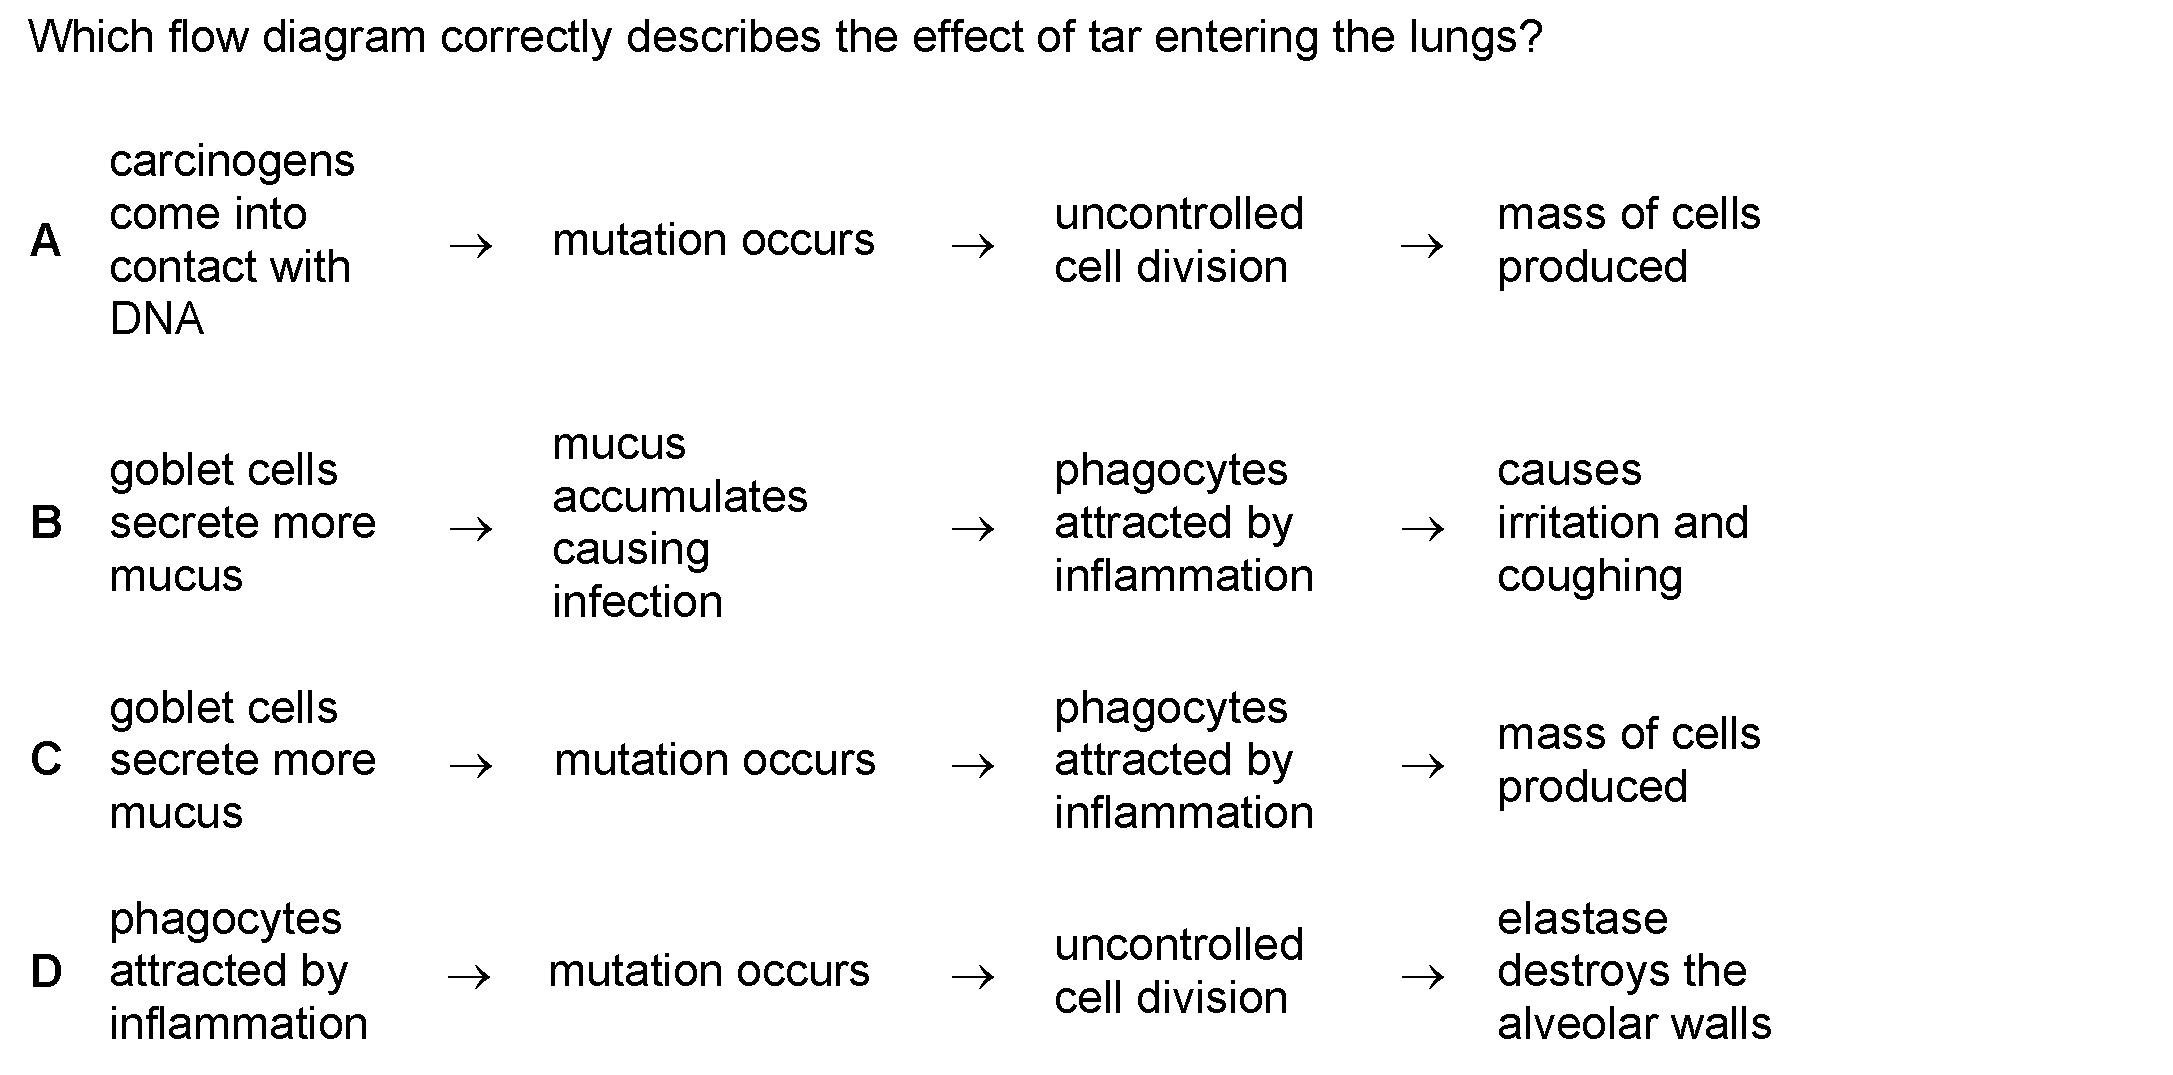 Which flow diagram correctly describes the effect of tar entering the lungs?
A carcinogens come into contact with DNA → mutation occurs → uncontrolled cell division → mass of cells produced
B goblet cells secrete more mucus → mucus accumulates causing infection → phagocytes attracted by inflammation → causes irritation and coughing
C goblet cells secrete more mucus → mutation occurs → phagocytes attracted by inflammation → mass of cells produced
D phagocytes attracted by inflammation → mutation occurs → uncontrolled cell division → elastase destroys the alveolar walls